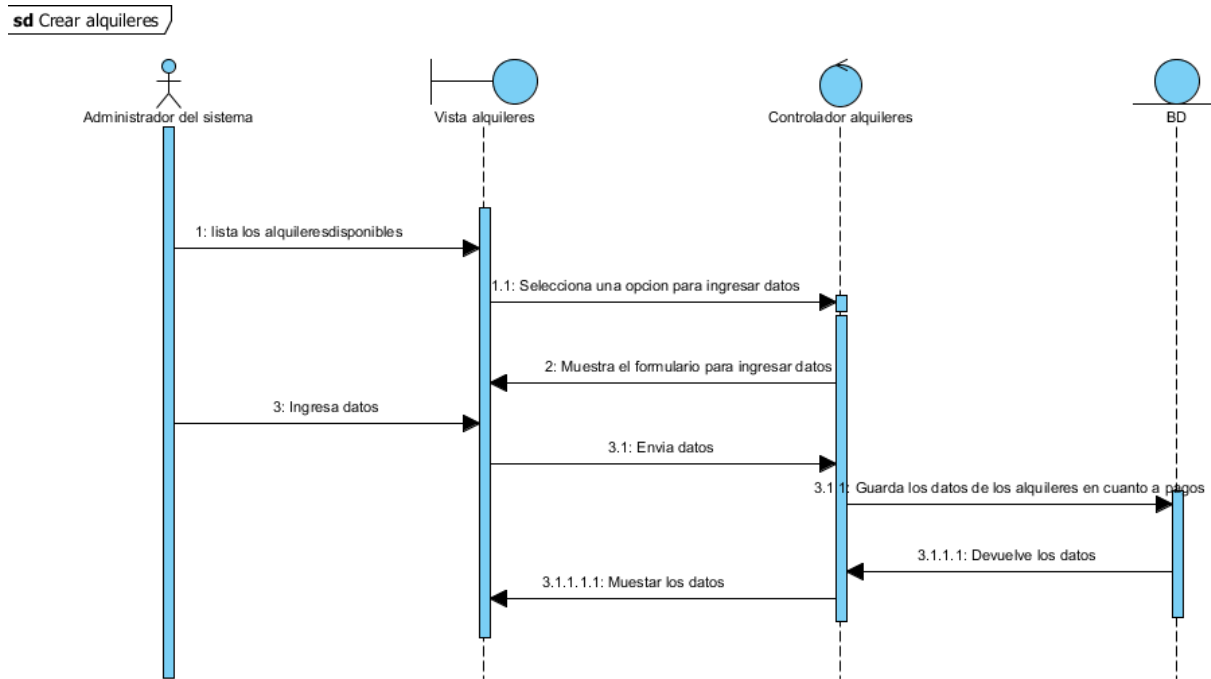 sd Crear alquileres
Administrador del sistema
Vista alquileres
Controlador alquileres
BD
1: lista los alquileresdisponibles
1.1: Selecciona una opcion para ingresar datos
2: Muestra el formulario para ingresar datos
3: Ingresa datos
3.1: Envia datos
3.1.1: Guarda los datos de los alquileres en cuanto a pagos
3.1.1.1: Devuelve los datos
3.1.1.1.1: Muestar los datos